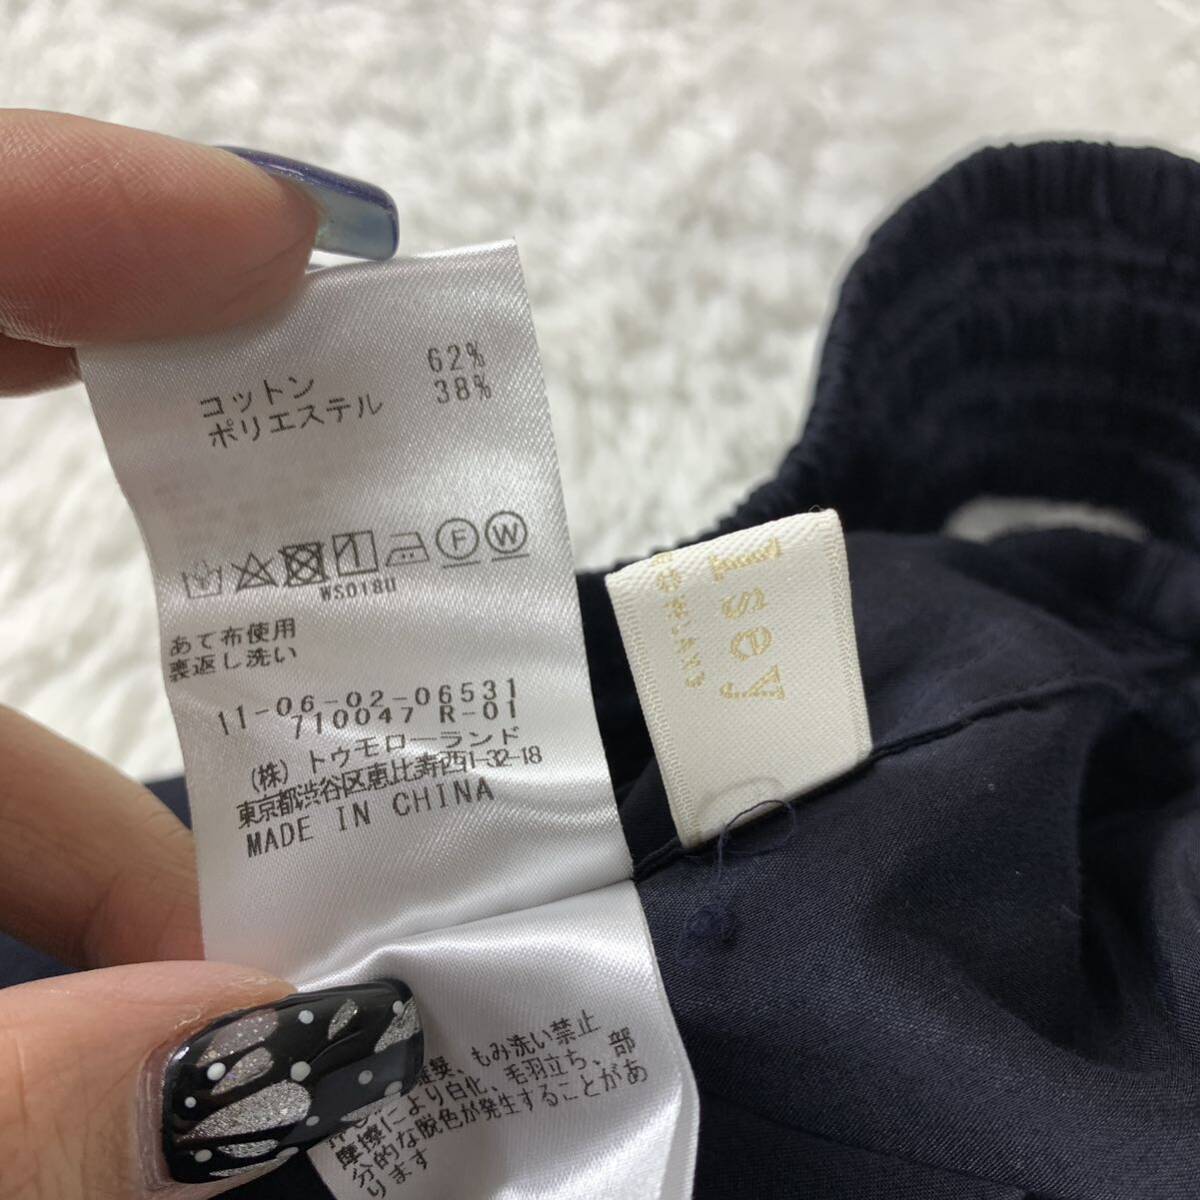 コットン 62%
ポリエステル 38%
WS018U
あて布使用
裏返し洗い
11-06-02-06531
710047 R-01
(株) トゥモローランド
東京都渋谷区恵比寿西1-32-18
MADE IN CHINA
もみ洗い禁止
摩擦により白化、毛羽立ち、部
分的な脱色が発生することがあ
ります